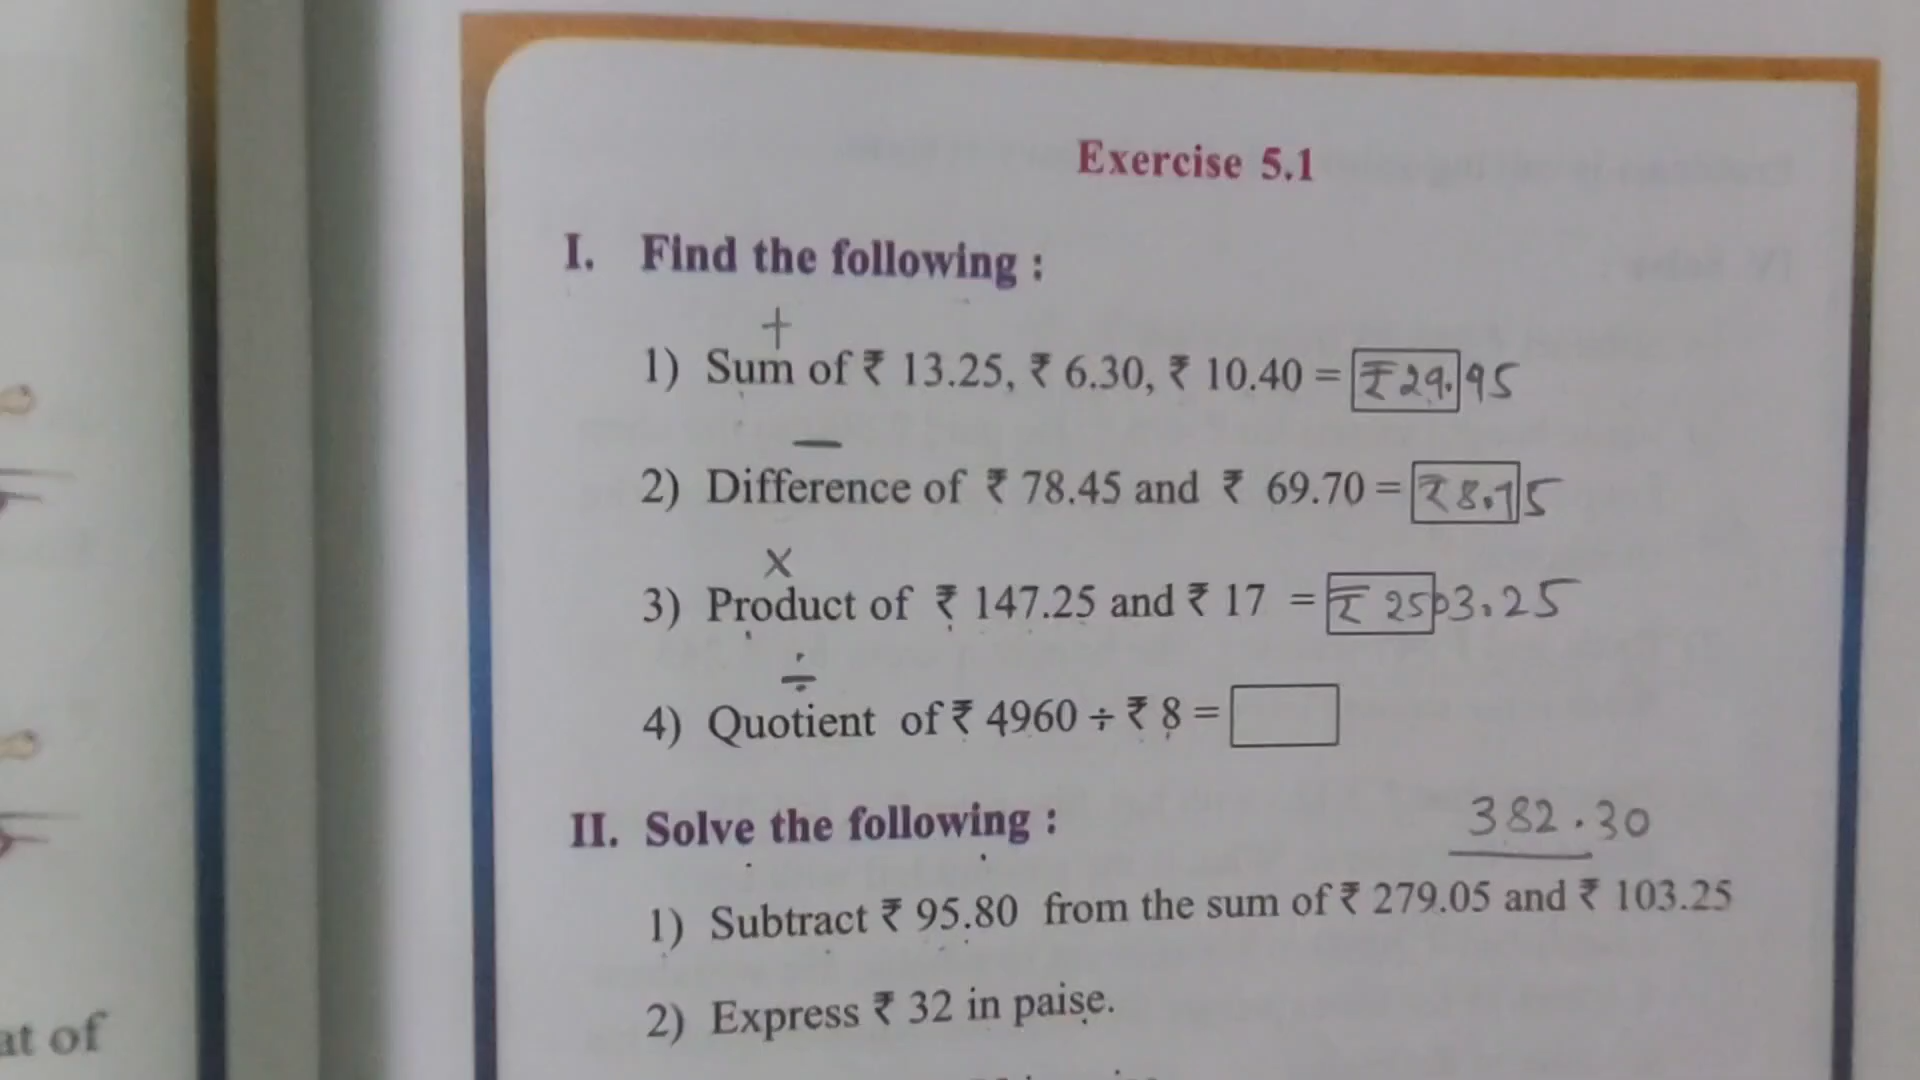 Exercise 5.1
I. Find the following :
+
1) Sum of ₹ 13.25, ₹ 6.30, ₹ 10.40 = ₹29.95
−
2) Difference of ₹ 78.45 and ₹ 69.70 = ₹8.75
×
3) Product of ₹ 147.25 and ₹ 17 = ₹ 2503.25
÷
4) Quotient of ₹ 4960 ÷ ₹ 8 =
II. Solve the following :
382.30
1) Subtract ₹ 95.80 from the sum of ₹ 279.05 and ₹ 103.25
2) Express ₹ 32 in paise.
at of